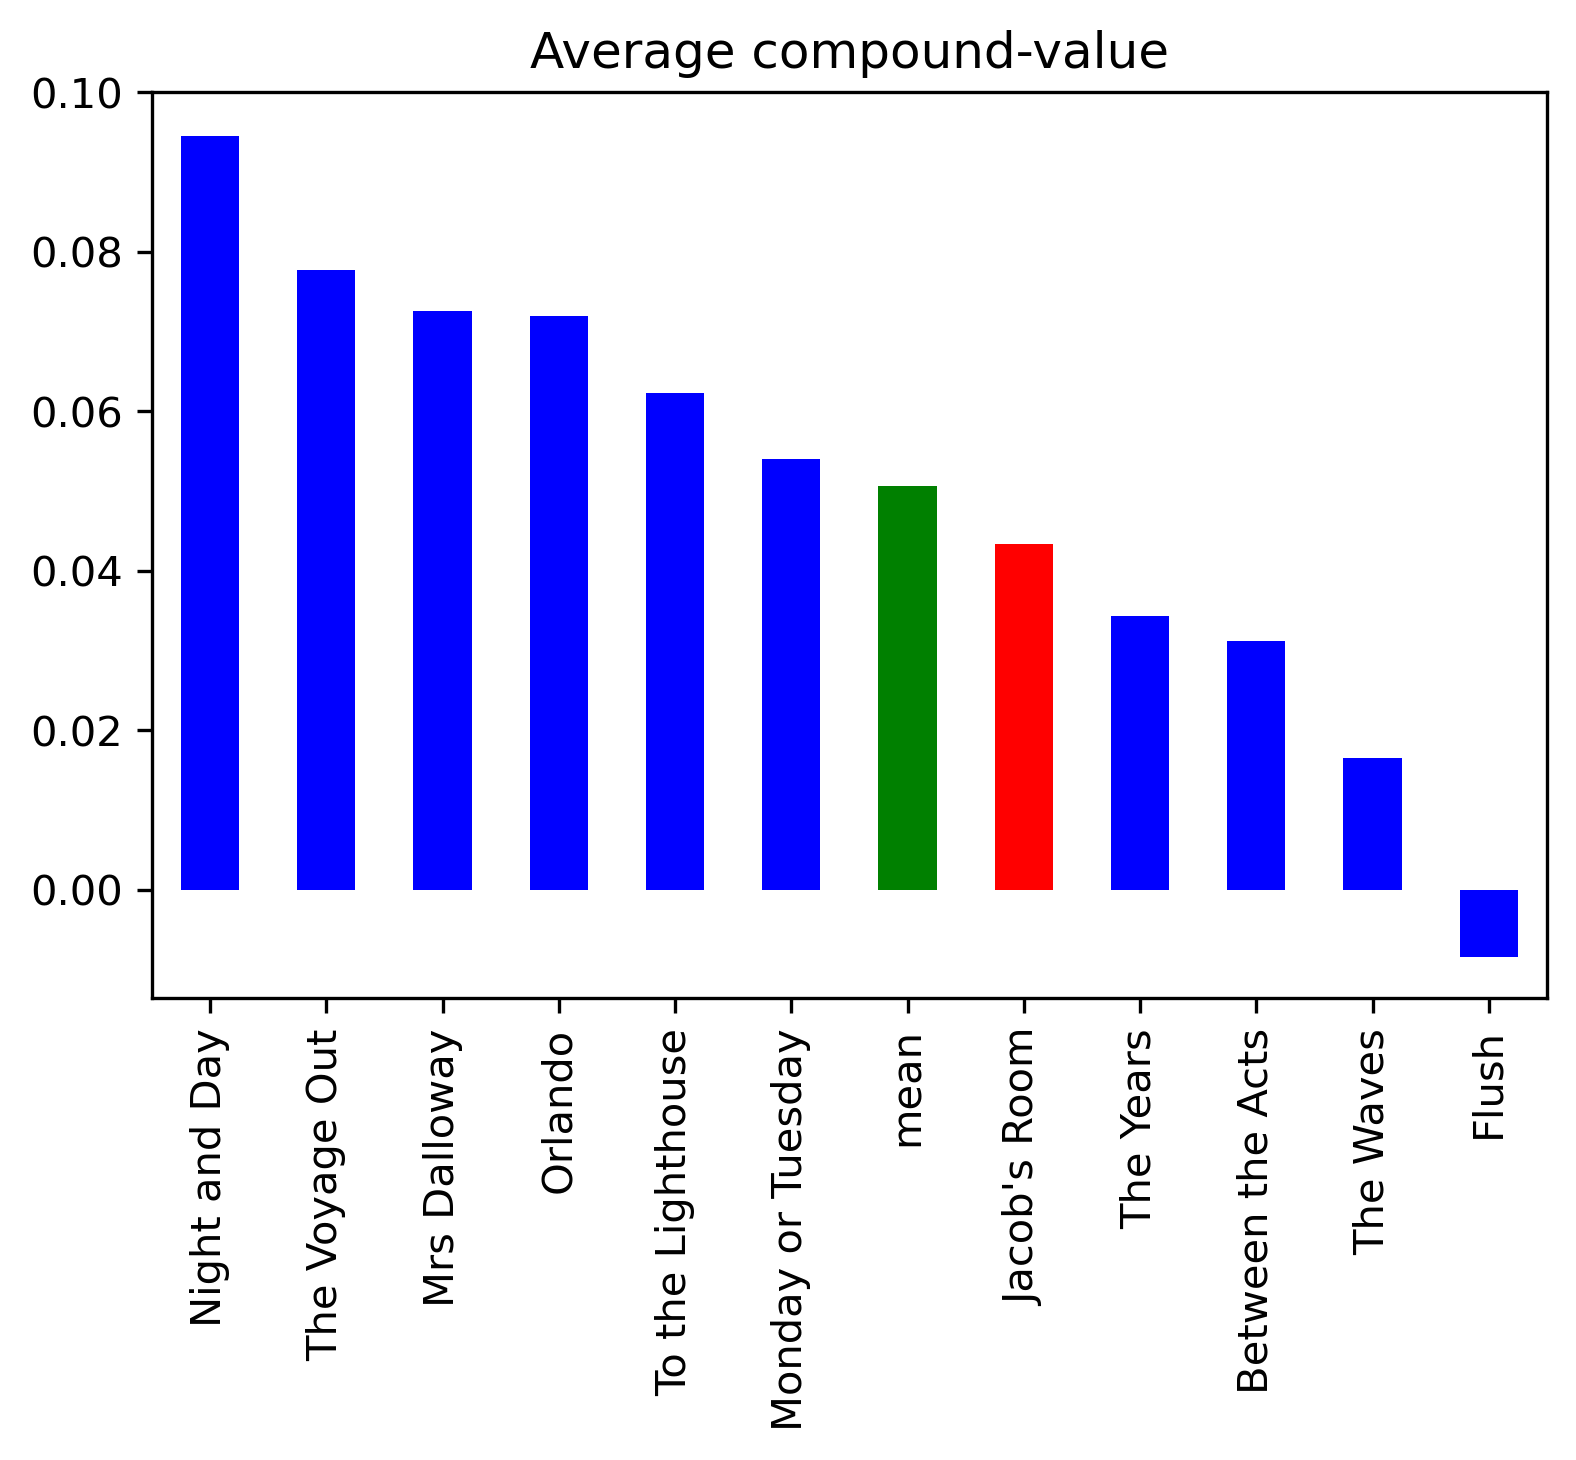 Average compound-value
0.10
0.08
0.06
0.04
0.02
0.00
Night and Day
The Voyage Out
Mrs Dalloway
Orlando
To the Lighthouse
Monday or Tuesday
mean
Jacob's Room
The Years
Between the Acts
The Waves
Flush